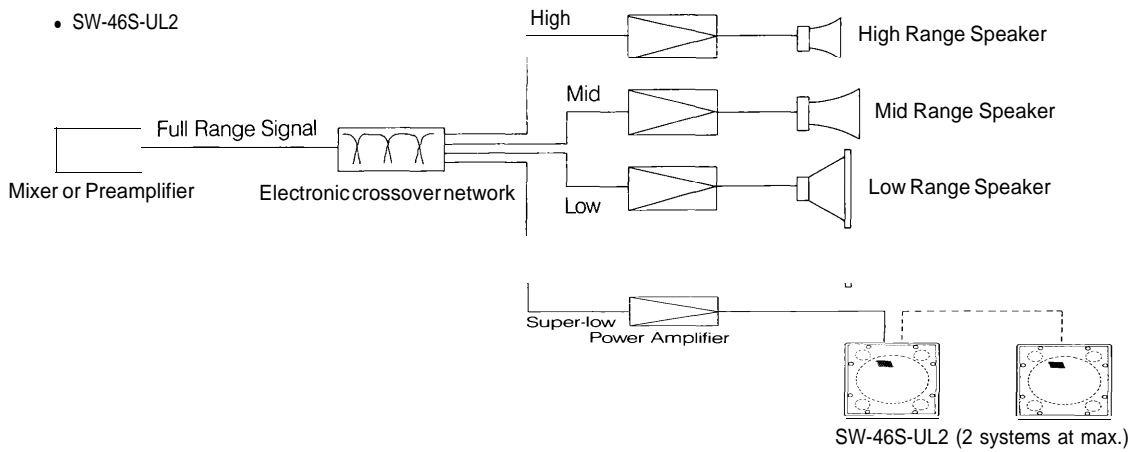 • SW-46S-UL2
High
High Range Speaker
Mid
Mid Range Speaker
Full Range Signal
Mixer or Preamplifier
Electronic crossover network
Low
Low Range Speaker
Super-low
Power Amplifier
SW-46S-UL2 (2 systems at max.)